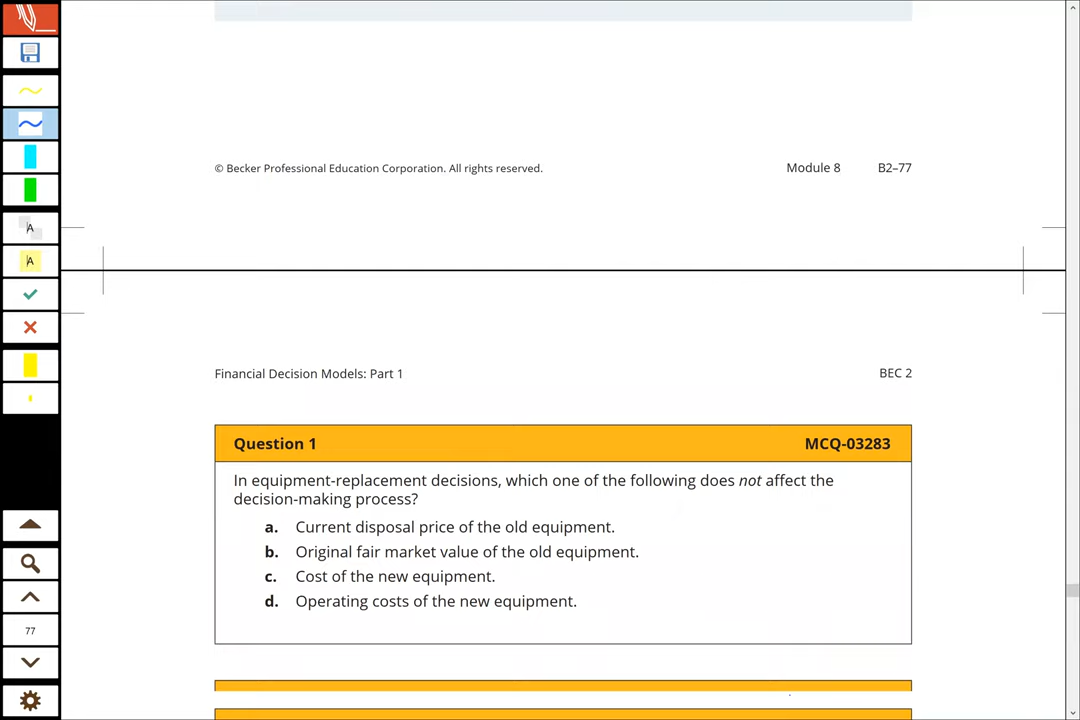 © Becker Professional Education Corporation. All rights reserved. Module 8 B2–77
Financial Decision Models: Part 1 BEC 2
Question 1 MCQ-03283
In equipment-replacement decisions, which one of the following does not affect the
decision-making process?
a. Current disposal price of the old equipment.
b. Original fair market value of the old equipment.
c. Cost of the new equipment.
d. Operating costs of the new equipment.
A
A
77